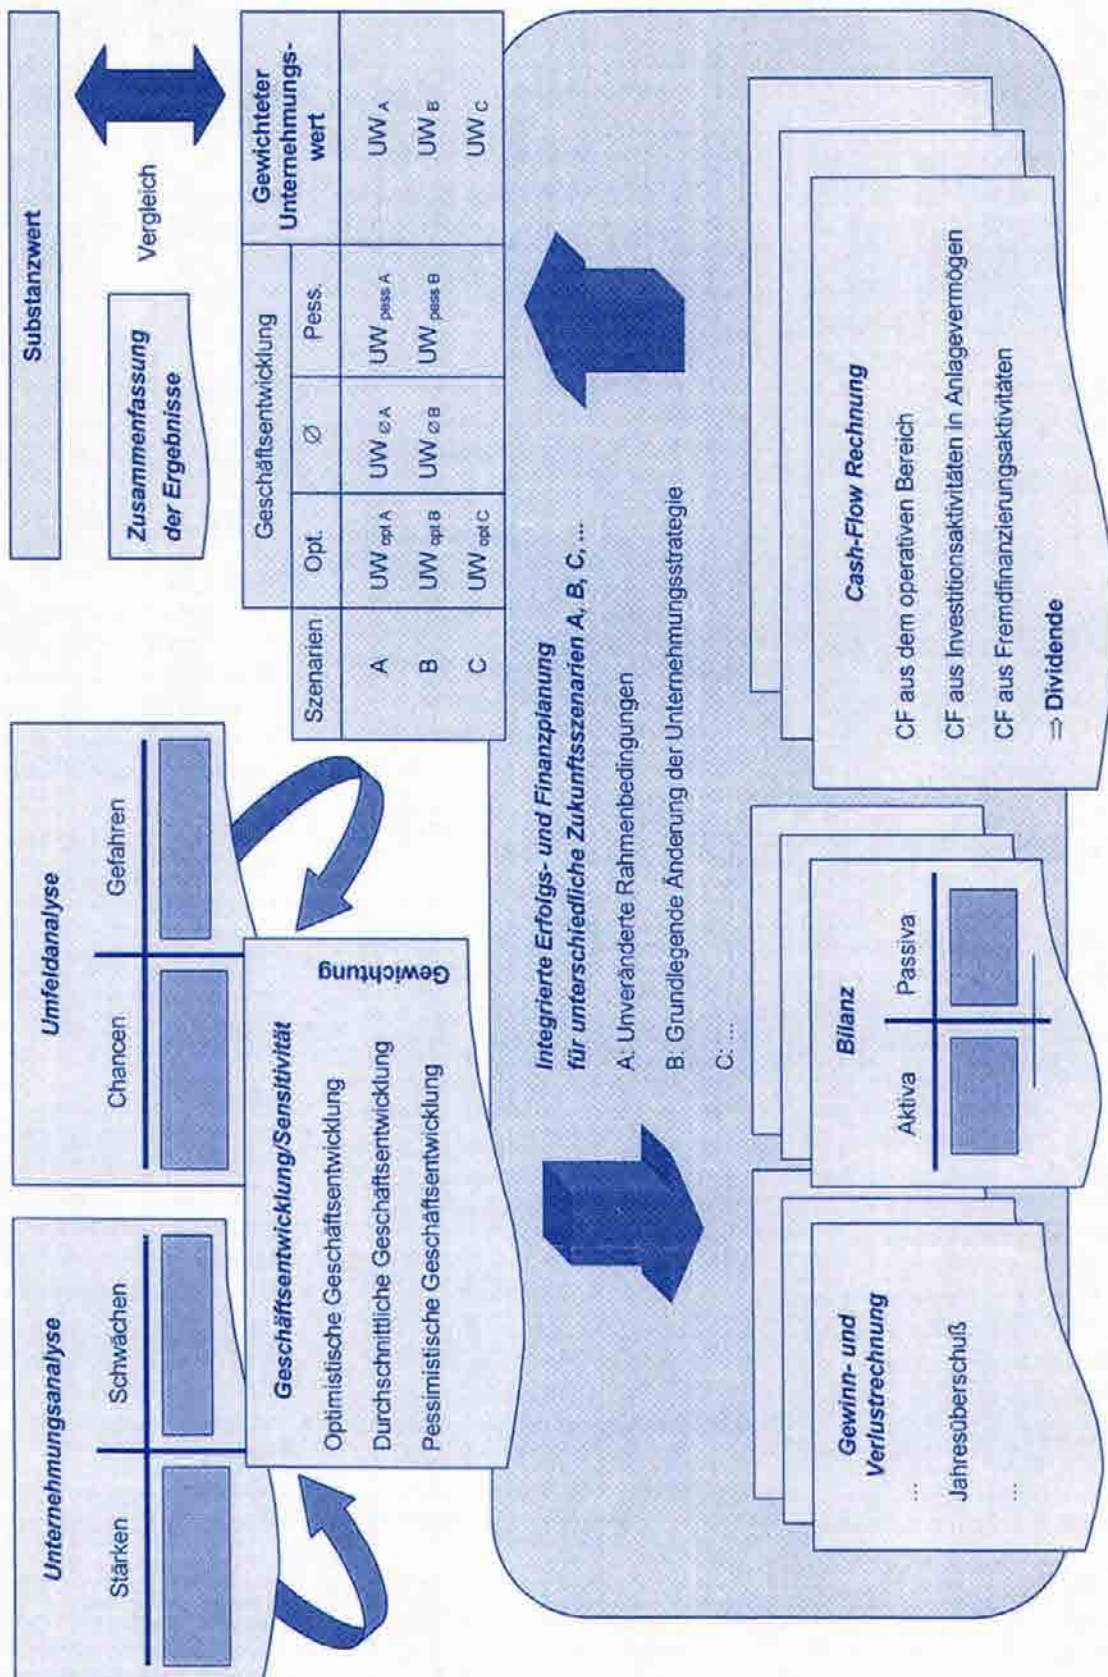 Unternehmungsanalyse
Stärken Schwächen
Umfeldanalyse
Chancen Gefahren
Substanzwert
Zusammenfassung
der Ergebnisse
Vergleich
Geschäftsentwicklung/Sensitivität
Optimistische Geschäftsentwicklung
Durchschnittliche Geschäftsentwicklung
Pessimistische Geschäftsentwicklung
Gewichtung
Geschäftsentwicklung
Gewichteter
Unternehmungs-
wert
Szenarien Opt. Ø Pess.
A UW opt A UW Ø A UW pess A UW A
B UW opt B UW Ø B UW pess B UW B
C UW opt C UW C
Integrierte Erfolgs- und Finanzplanung
für unterschiedliche Zukunftsszenarien A, B, C, ...
A: Unveränderte Rahmenbedingungen
B: Grundlegende Änderung der Unternehmungsstrategie
C: ...
Gewinn- und
Verlustrechnung
...
Jahresüberschuß
...
Bilanz
Aktiva Passiva
Cash-Flow Rechnung
CF aus dem operativen Bereich
CF aus Investitionsaktivitäten in Anlagevermögen
CF aus Fremdfinanzierungsaktivitäten
⇒ Dividende